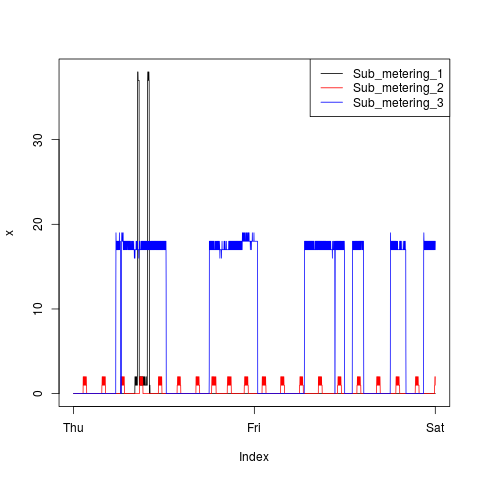 Sub_metering_1
Sub_metering_2
Sub_metering_3
30
20
10
0
x
Thu Fri Sat
Index